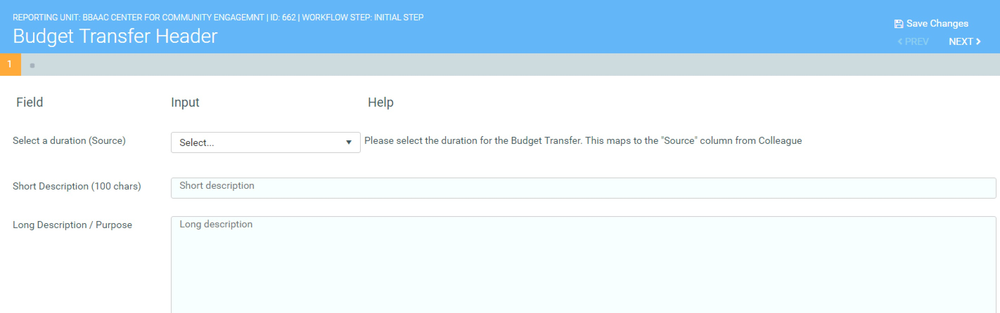 REPORTING UNIT: BBAAC CENTER FOR COMMUNITY ENGAGEMNT | ID: 662 | WORKFLOW STEP: INITIAL STEP
Budget Transfer Header
Save Changes
PREV NEXT
1
Field Input Help
Select a duration (Source) Select... Please select the duration for the Budget Transfer. This maps to the "Source" column from Colleague
Short Description (100 chars) Short description
Long Description / Purpose Long description